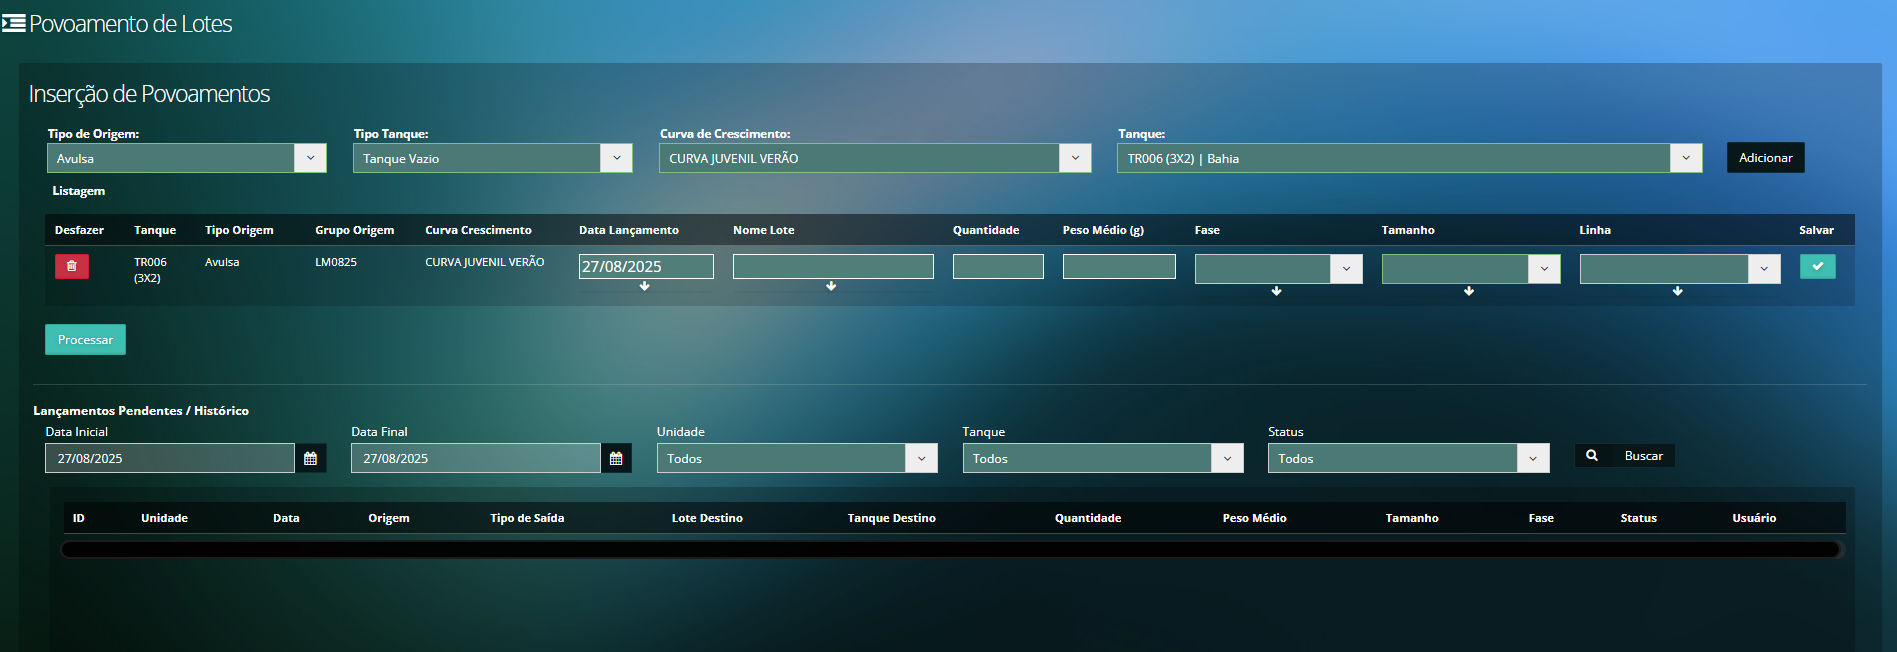 Povoamento de Lotes
Inserção de Povoamentos
Tipo de Origem: Tipo Tanque: Curva de Crescimento: Tanque:
Avulsa Tanque Vazio CURVA JUVENIL VERÃO TR006 (3X2) | Bahia Adicionar
Listagem
Desfazer Tanque Tipo Origem Grupo Origem Curva Crescimento Data Lançamento Nome Lote Quantidade Peso Médio (g) Fase Tamanho Linha Salvar
TR006 Avulsa LM0825 CURVA JUVENIL VERÃO 27/08/2025
(3X2)
Processar
Lançamentos Pendentes / Histórico
Data Inicial Data Final Unidade Tanque Status
27/08/2025 27/08/2025 Todos Todos Todos Buscar
ID Unidade Data Origem Tipo de Saída Lote Destino Tanque Destino Quantidade Peso Médio Tamanho Fase Status Usuário